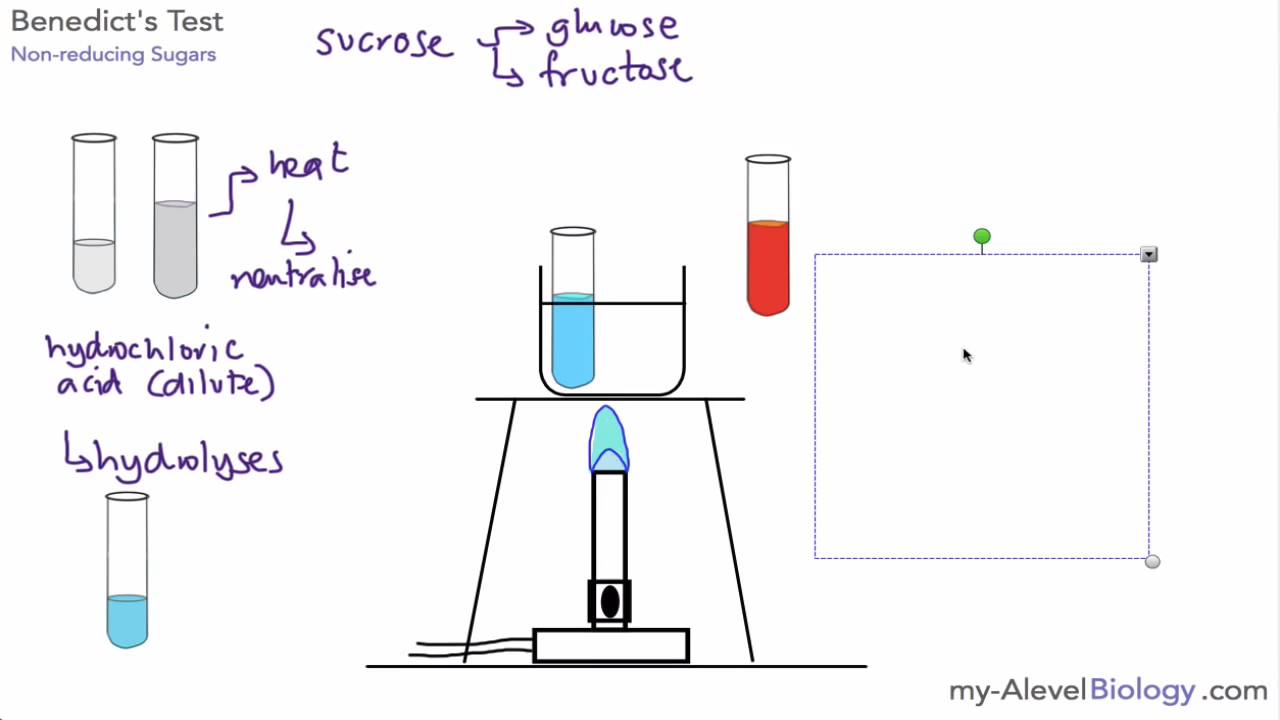 Benedict's Test
Non-reducing Sugars
sucrose
glucose
fructose
heat
neutralise
hydrochloric
acid (dilute)
hydrolyses
my-AlevelBiology.com